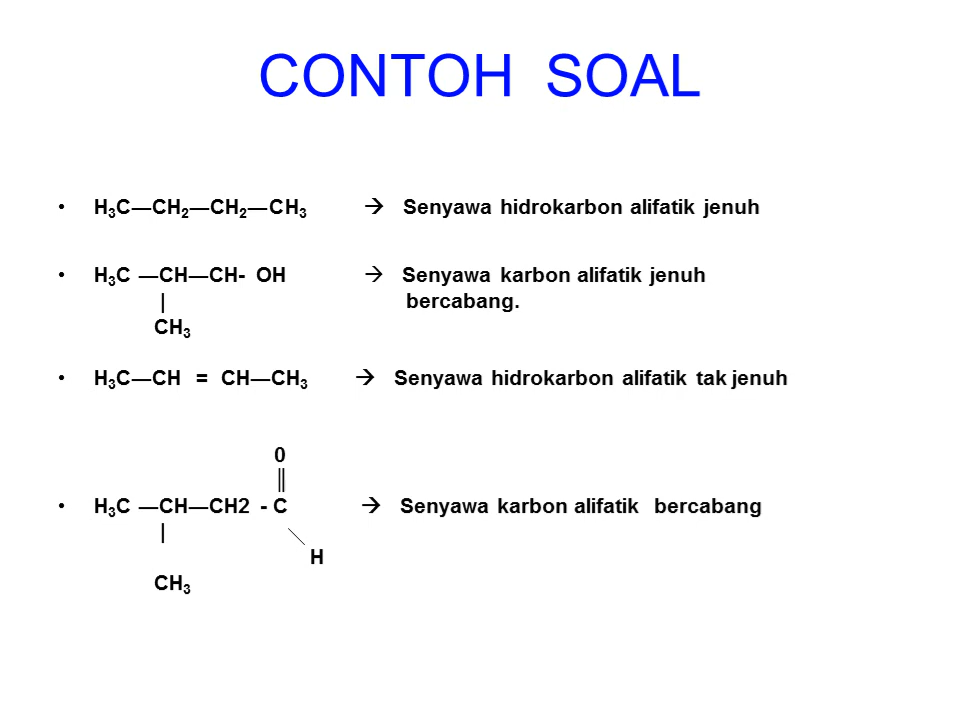 CONTOH SOAL
• H₃C—CH₂—CH₂—CH₃ → Senyawa hidrokarbon alifatik jenuh
• H₃C —CH—CH- OH → Senyawa karbon alifatik jenuh
| bercabang.
CH₃
• H₃C—CH = CH—CH₃ → Senyawa hidrokarbon alifatik tak jenuh
0
║
• H₃C —CH—CH2 - C → Senyawa karbon alifatik bercabang
| \
H
CH₃